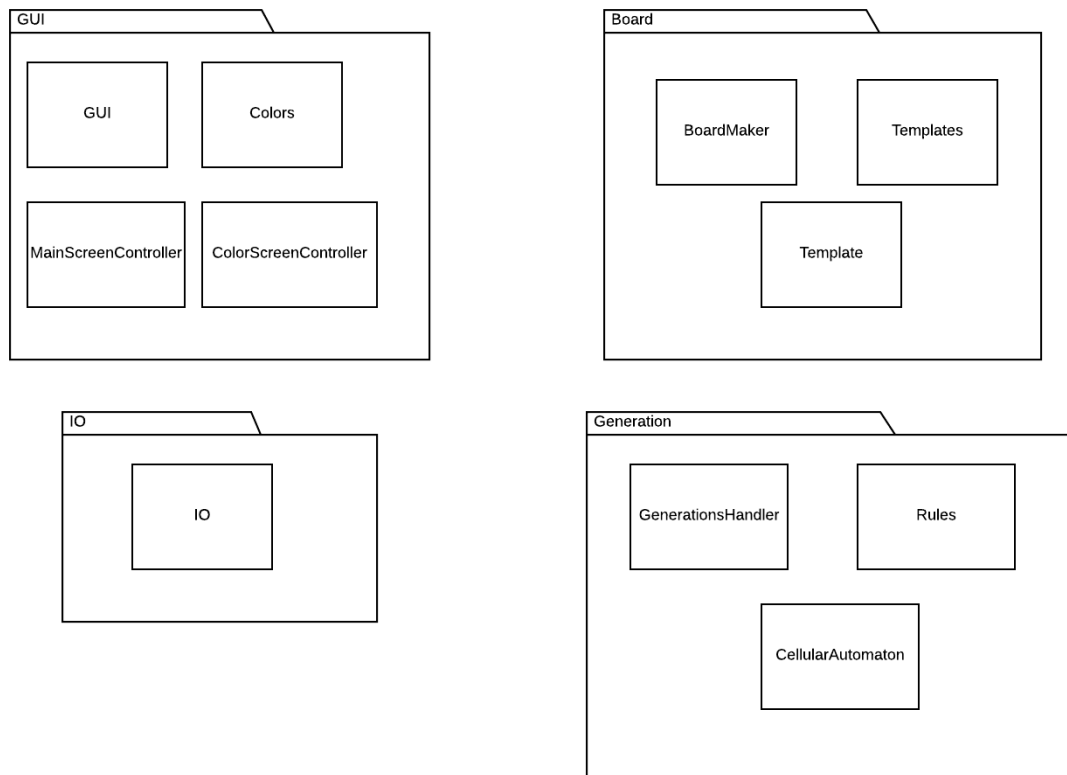 GUI
GUI
Colors
MainScreenController
ColorScreenController
Board
BoardMaker
Templates
Template
IO
IO
Generation
GenerationsHandler
Rules
CellularAutomaton